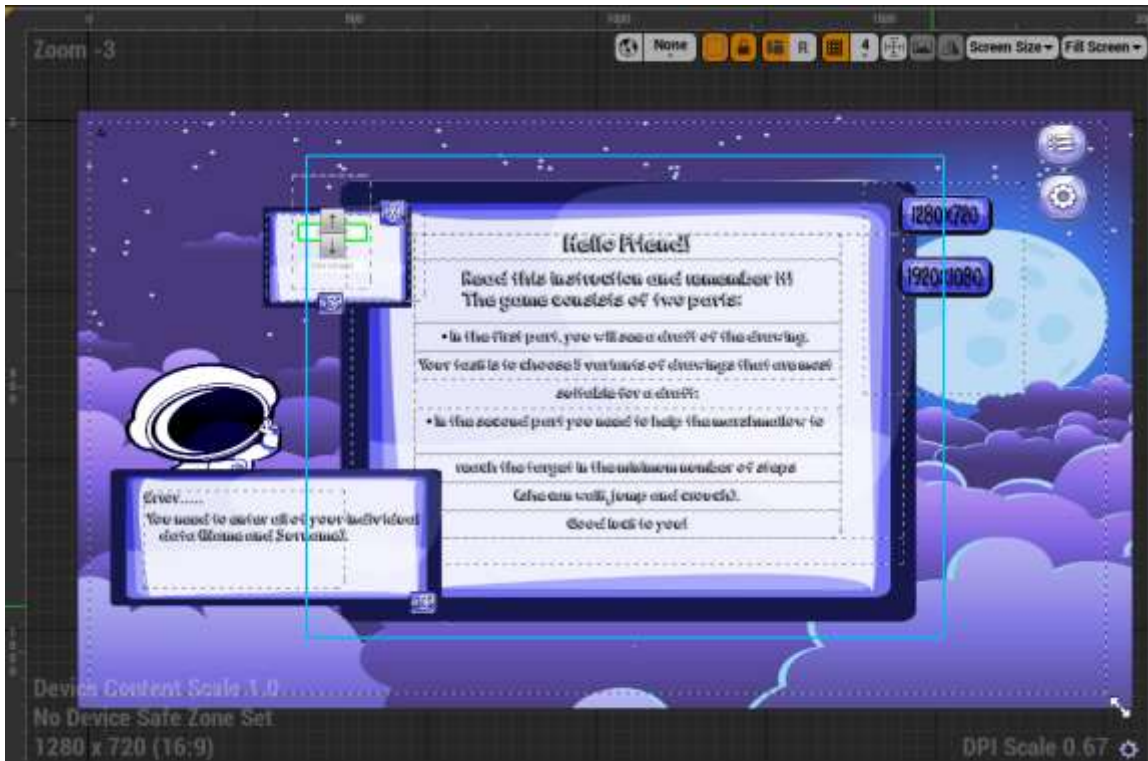 Zoom -3
None
R
4
Screen Size
Fill Screen
1280X720
1920X1080
Hello Friend!
Read this instruction and remember it!
The game consists of two parts:
• In the first part, you will see a draft of the drawing.
Your task is to choose 5 variants of drawings that are most
suitable for a draft;
• In the second part you need to help the marshmallow to
reach the target in the minimum number of steps
(she can walk, jump and crouch).
Good luck to you!
Error......
You need to enter all of your individual
data (Name and Surname).
Device Content Scale 1.0
No Device Safe Zone Set
1280 x 720 (16:9)
DPI Scale 0.67